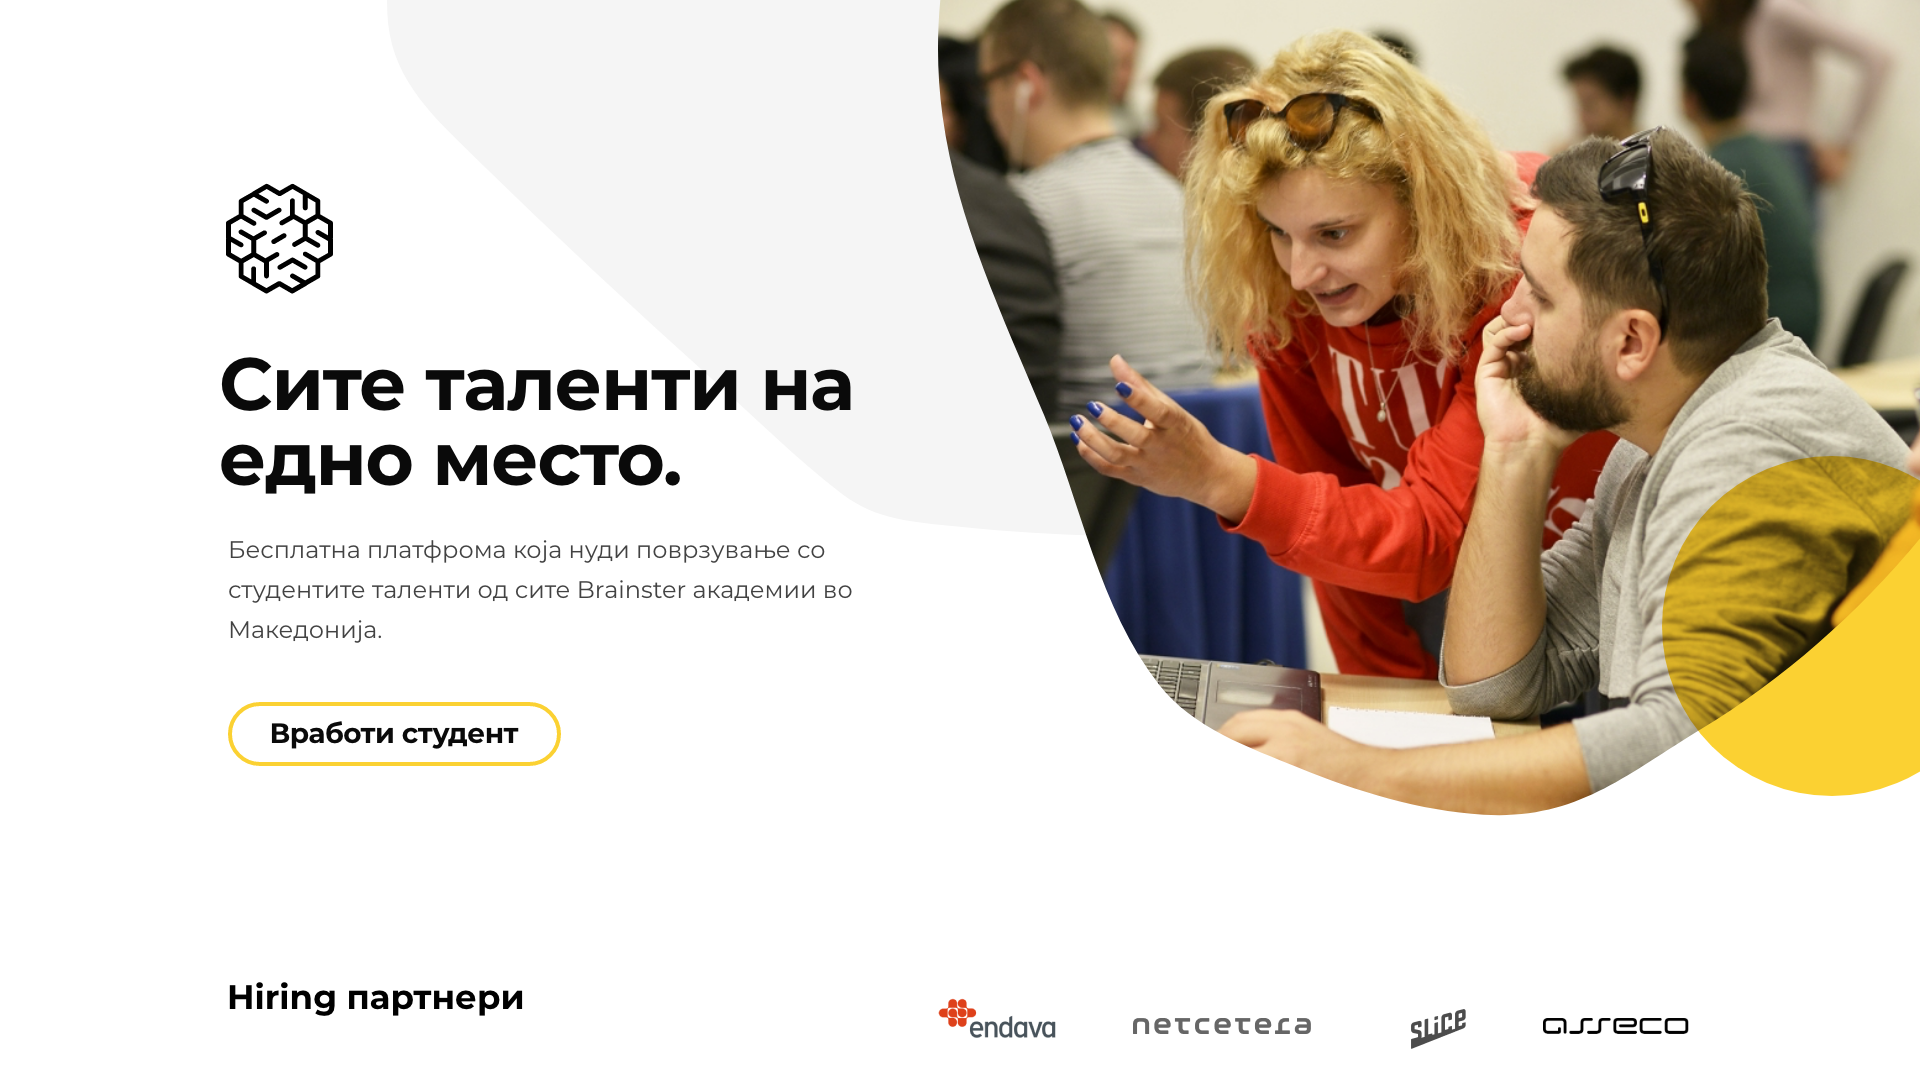 Сите таленти на
едно место.
Бесплатна платфрома која нуди поврзување со
студентите таленти од сите Brainster академии во
Македонија.
Вработи студент
Hiring партнери
endava
netcetera
SLiCE
asseco